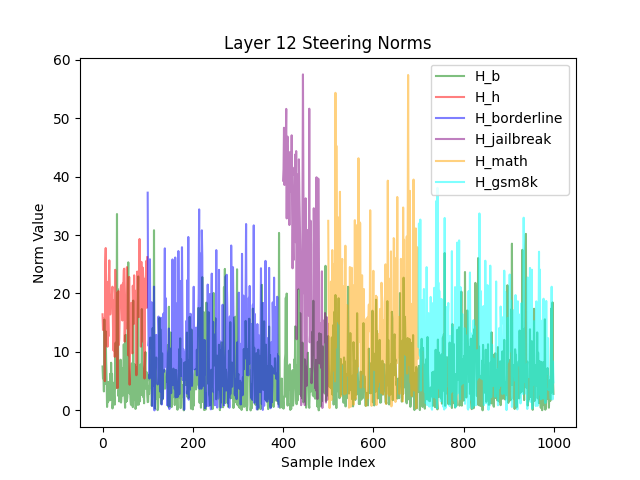 Layer 12 Steering Norms
Norm Value
60
50
40
30
20
10
0
H_b
H_h
H_borderline
H_jailbreak
H_math
H_gsm8k
0 200 400 600 800 1000
Sample Index